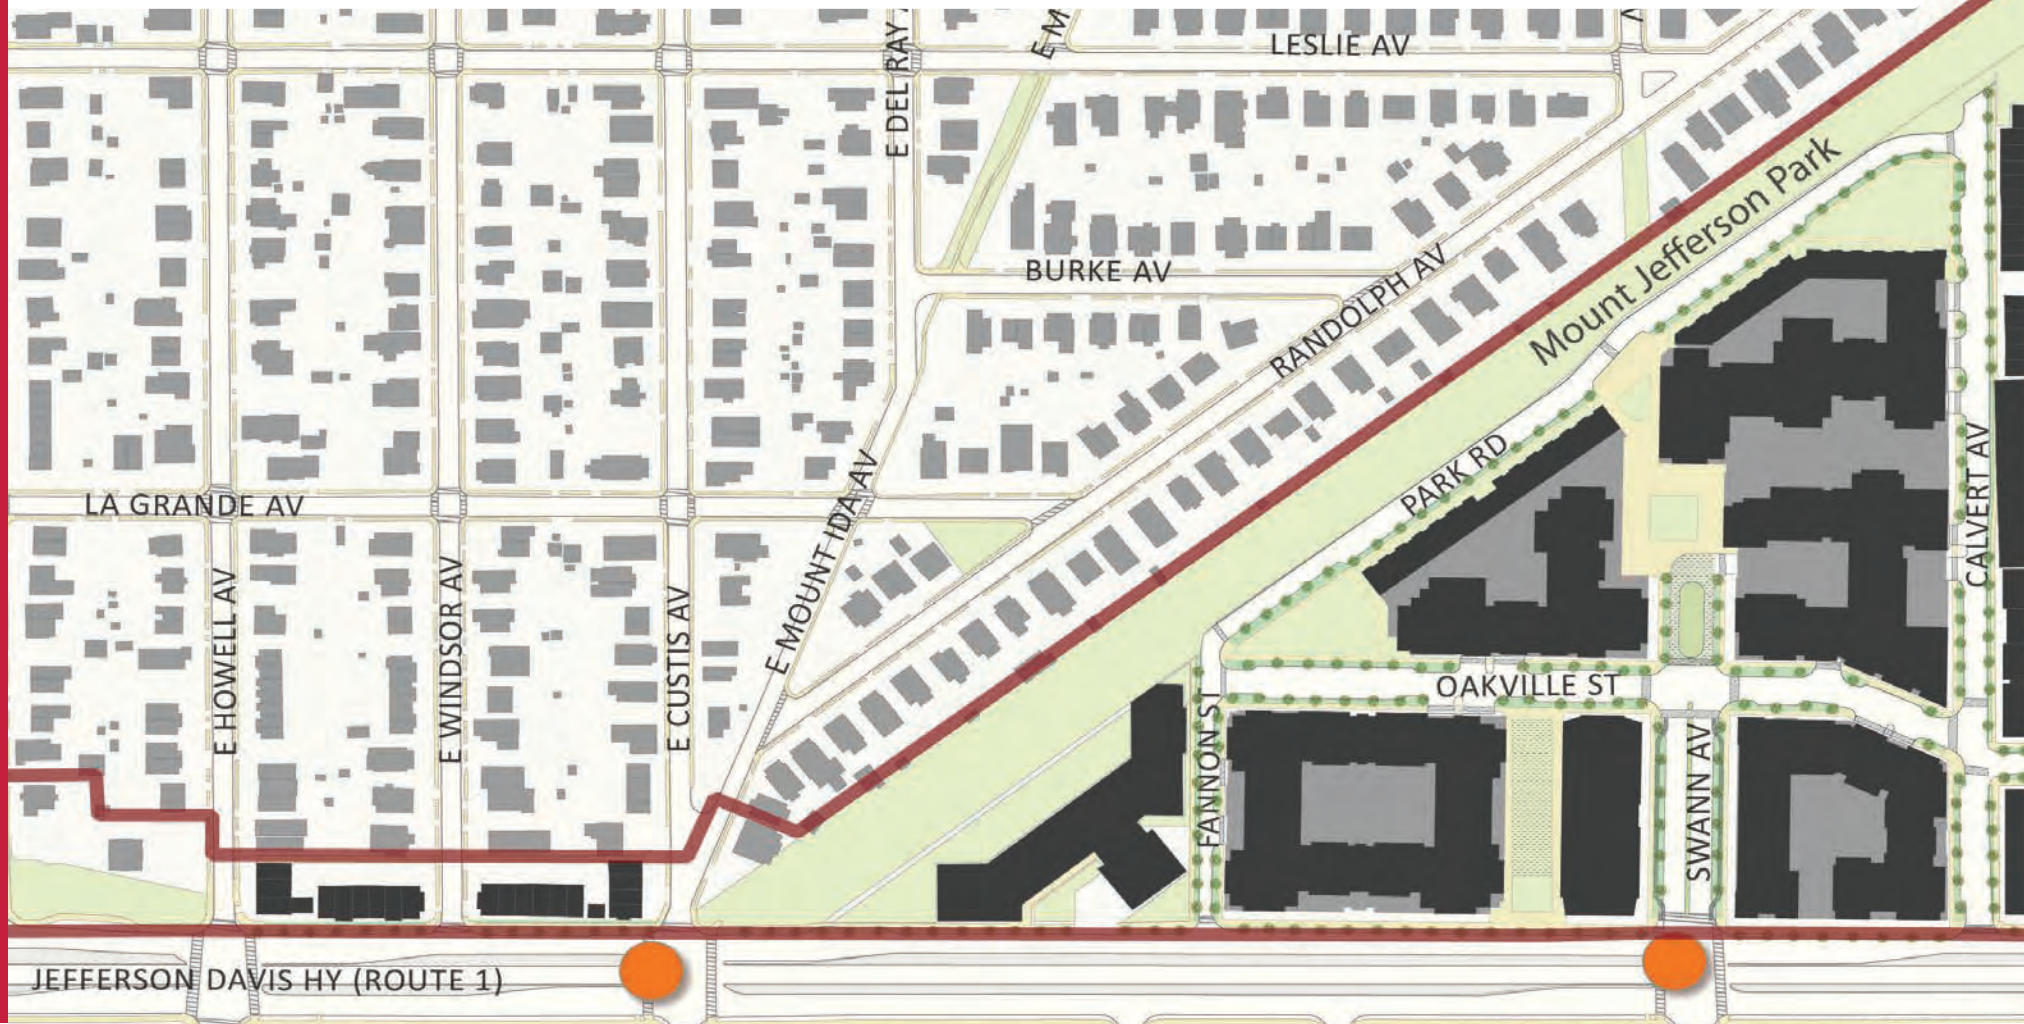 LESLIE AV
E DEL RAY
E M
Mount Jefferson Park
BURKE AV
RANDOLPH AV
PARK RD
LA GRANDE AV
E MOUNT IDA AV
CALVERT AV
E HOWELL AV
E WINDSOR AV
E CUSTIS AV
OAKVILLE ST
FANNON ST
SWANN AV
JEFFERSON DAVIS HY (ROUTE 1)